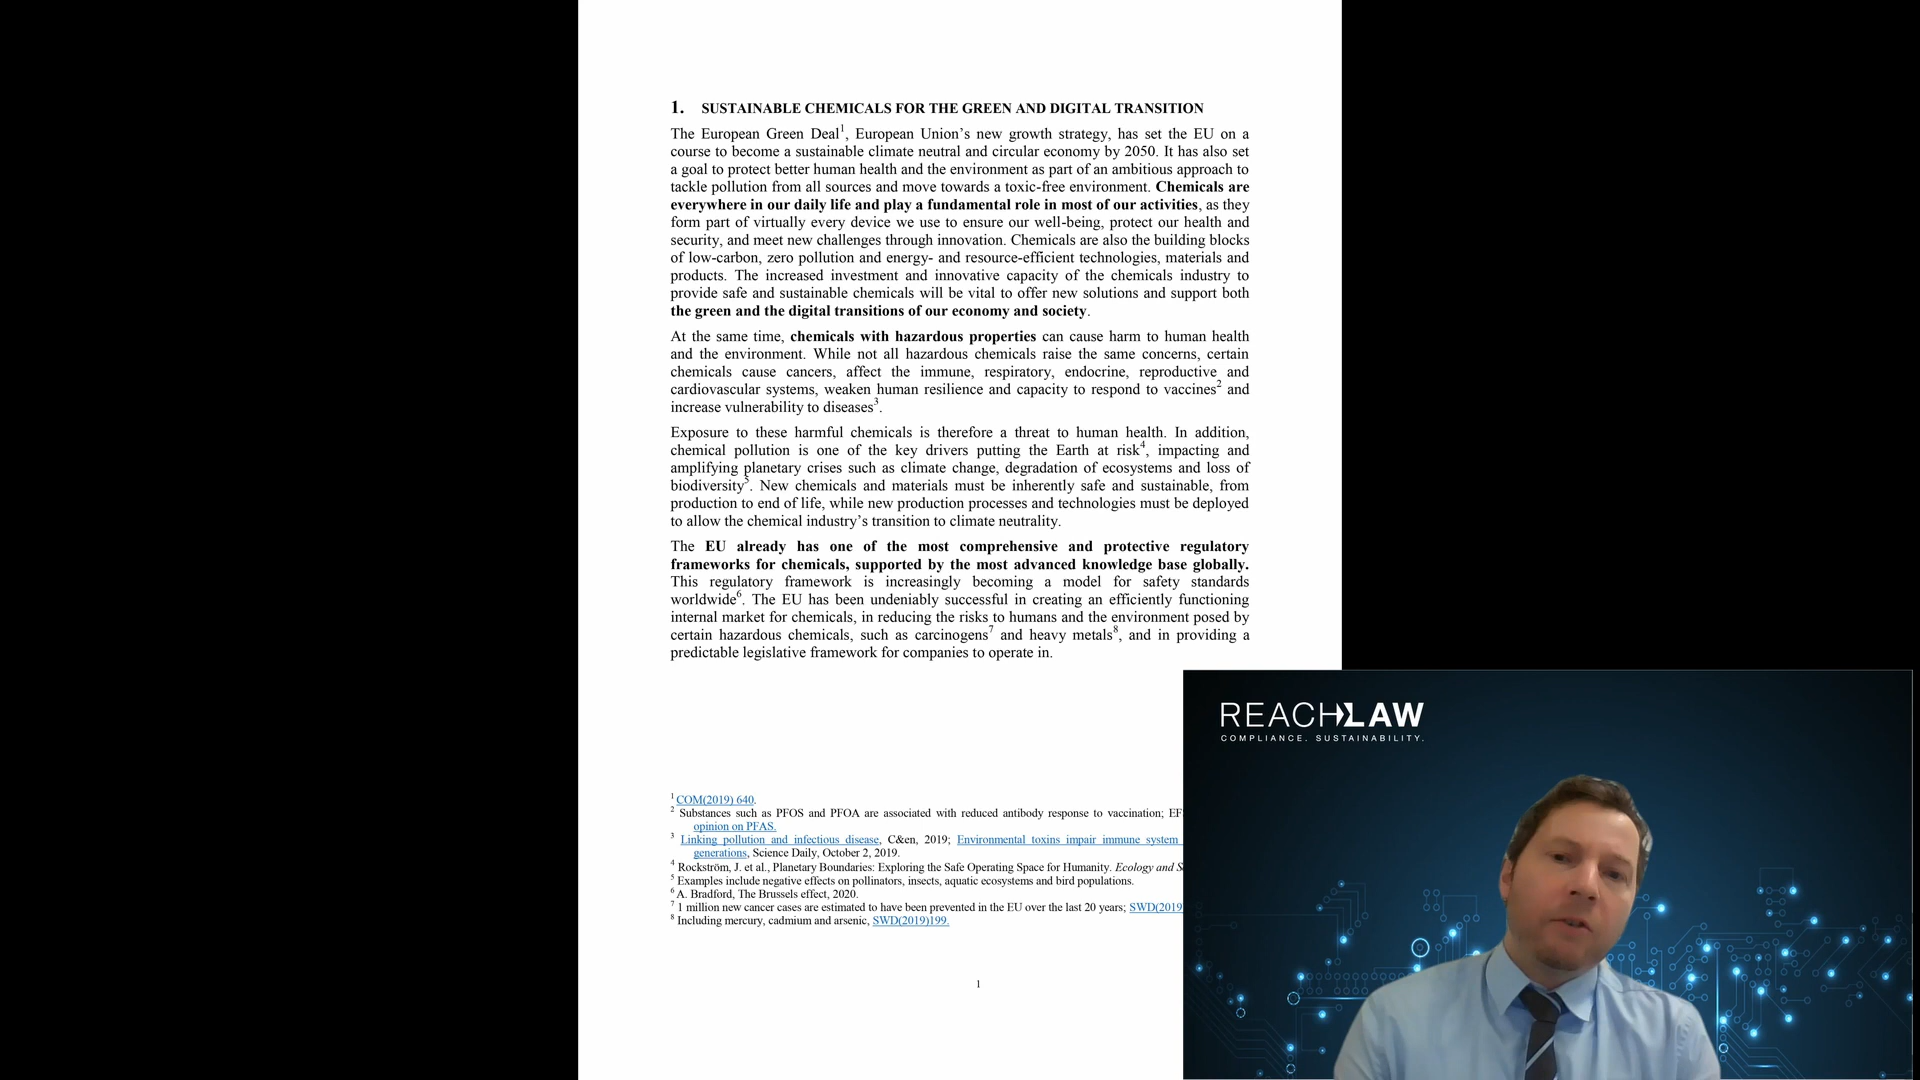 1. SUSTAINABLE CHEMICALS FOR THE GREEN AND DIGITAL TRANSITION
The European Green Deal1, European Union’s new growth strategy, has set the EU on a
course to become a sustainable climate neutral and circular economy by 2050. It has also set
a goal to protect better human health and the environment as part of an ambitious approach to
tackle pollution from all sources and move towards a toxic-free environment. Chemicals are
everywhere in our daily life and play a fundamental role in most of our activities, as they
form part of virtually every device we use to ensure our well-being, protect our health and
security, and meet new challenges through innovation. Chemicals are also the building blocks
of low-carbon, zero pollution and energy- and resource-efficient technologies, materials and
products. The increased investment and innovative capacity of the chemicals industry to
provide safe and sustainable chemicals will be vital to offer new solutions and support both
the green and the digital transitions of our economy and society.
At the same time, chemicals with hazardous properties can cause harm to human health
and the environment. While not all hazardous chemicals raise the same concerns, certain
chemicals cause cancers, affect the immune, respiratory, endocrine, reproductive and
cardiovascular systems, weaken human resilience and capacity to respond to vaccines2 and
increase vulnerability to diseases3.
Exposure to these harmful chemicals is therefore a threat to human health. In addition,
chemical pollution is one of the key drivers putting the Earth at risk4, impacting and
amplifying planetary crises such as climate change, degradation of ecosystems and loss of
biodiversity5. New chemicals and materials must be inherently safe and sustainable, from
production to end of life, while new production processes and technologies must be deployed
to allow the chemical industry’s transition to climate neutrality.
The EU already has one of the most comprehensive and protective regulatory
frameworks for chemicals, supported by the most advanced knowledge base globally.
This regulatory framework is increasingly becoming a model for safety standards
worldwide6. The EU has been undeniably successful in creating an efficiently functioning
internal market for chemicals, in reducing the risks to humans and the environment posed by
certain hazardous chemicals, such as carcinogens7 and heavy metals8, and in providing a
predictable legislative framework for companies to operate in.
1 COM(2019) 640.
2 Substances such as PFOS and PFOA are associated with reduced antibody response to vaccination;
opinion on PFAS.
3 Linking pollution and infectious disease, C&en, 2019; Environmental toxins impair immune system
generations, Science Daily, October 2, 2019.
4 Rockström, J. et al., Planetary Boundaries: Exploring the Safe Operating Space for Humanity. Ecology and
5 Examples include negative effects on pollinators, insects, aquatic ecosystems and bird populations.
6 A. Bradford, The Brussels effect, 2020.
7 1 million new cancer cases are estimated to have been prevented in the EU over the last 20 years; SWD(2019
8 Including mercury, cadmium and arsenic, SWD(2019)199.
1
REACHLAW
COMPLIANCE. SUSTAINABILITY.